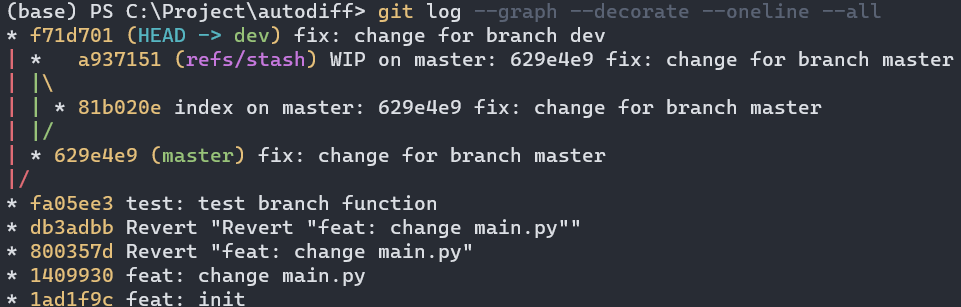 (base) PS C:\Project\autodiff> git log --graph --decorate --oneline --all
* f71d701 (HEAD -> dev) fix: change for branch dev
| *   a937151 (refs/stash) WIP on master: 629e4e9 fix: change for branch master
| |\
| | * 81b020e index on master: 629e4e9 fix: change for branch master
| |/
| * 629e4e9 (master) fix: change for branch master
|/
* fa05ee3 test: test branch function
* db3adbb Revert "Revert "feat: change main.py""
* 800357d Revert "feat: change main.py"
* 1409930 feat: change main.py
* 1ad1f9c feat: init